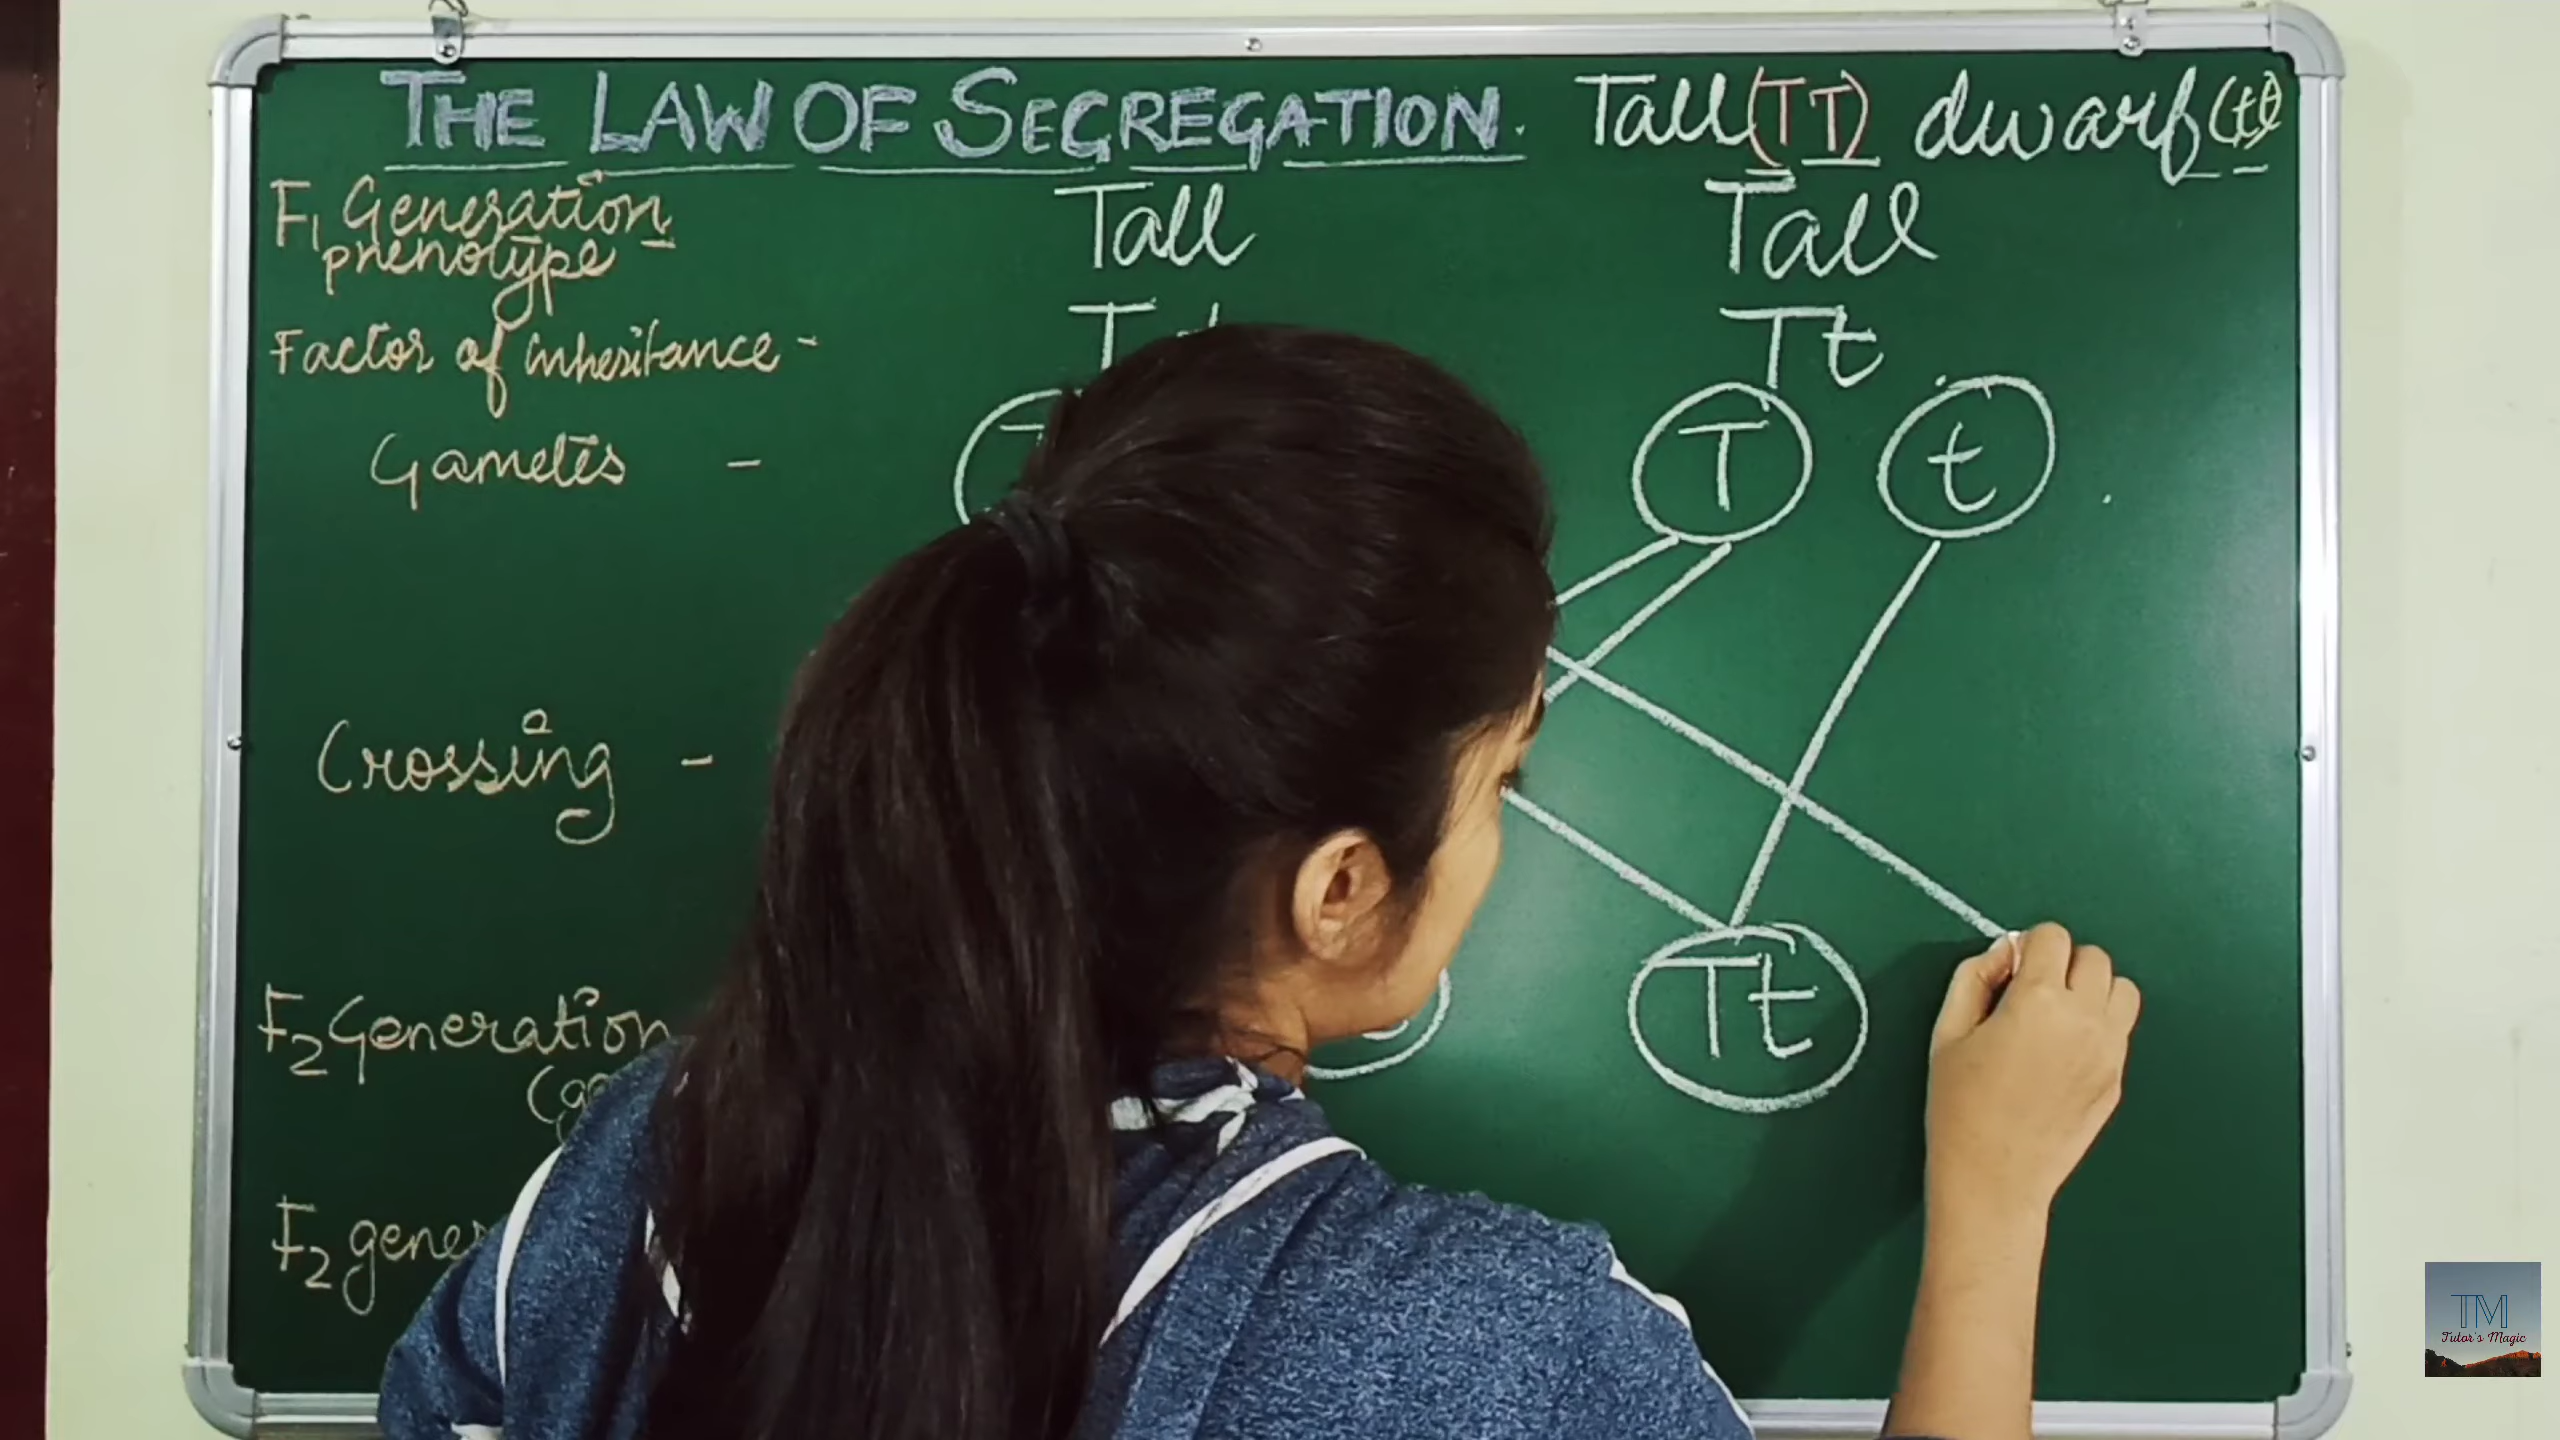 THE LAW OF SEGREGATION. Tall (TT) dwarf (tt)
F1 Generation Tall Tall
phenotype
Factor of inheritance - T Tt
Gametes - T t
Crossing -
F2 Generation Tt
F2
TM
Tutor's Magic